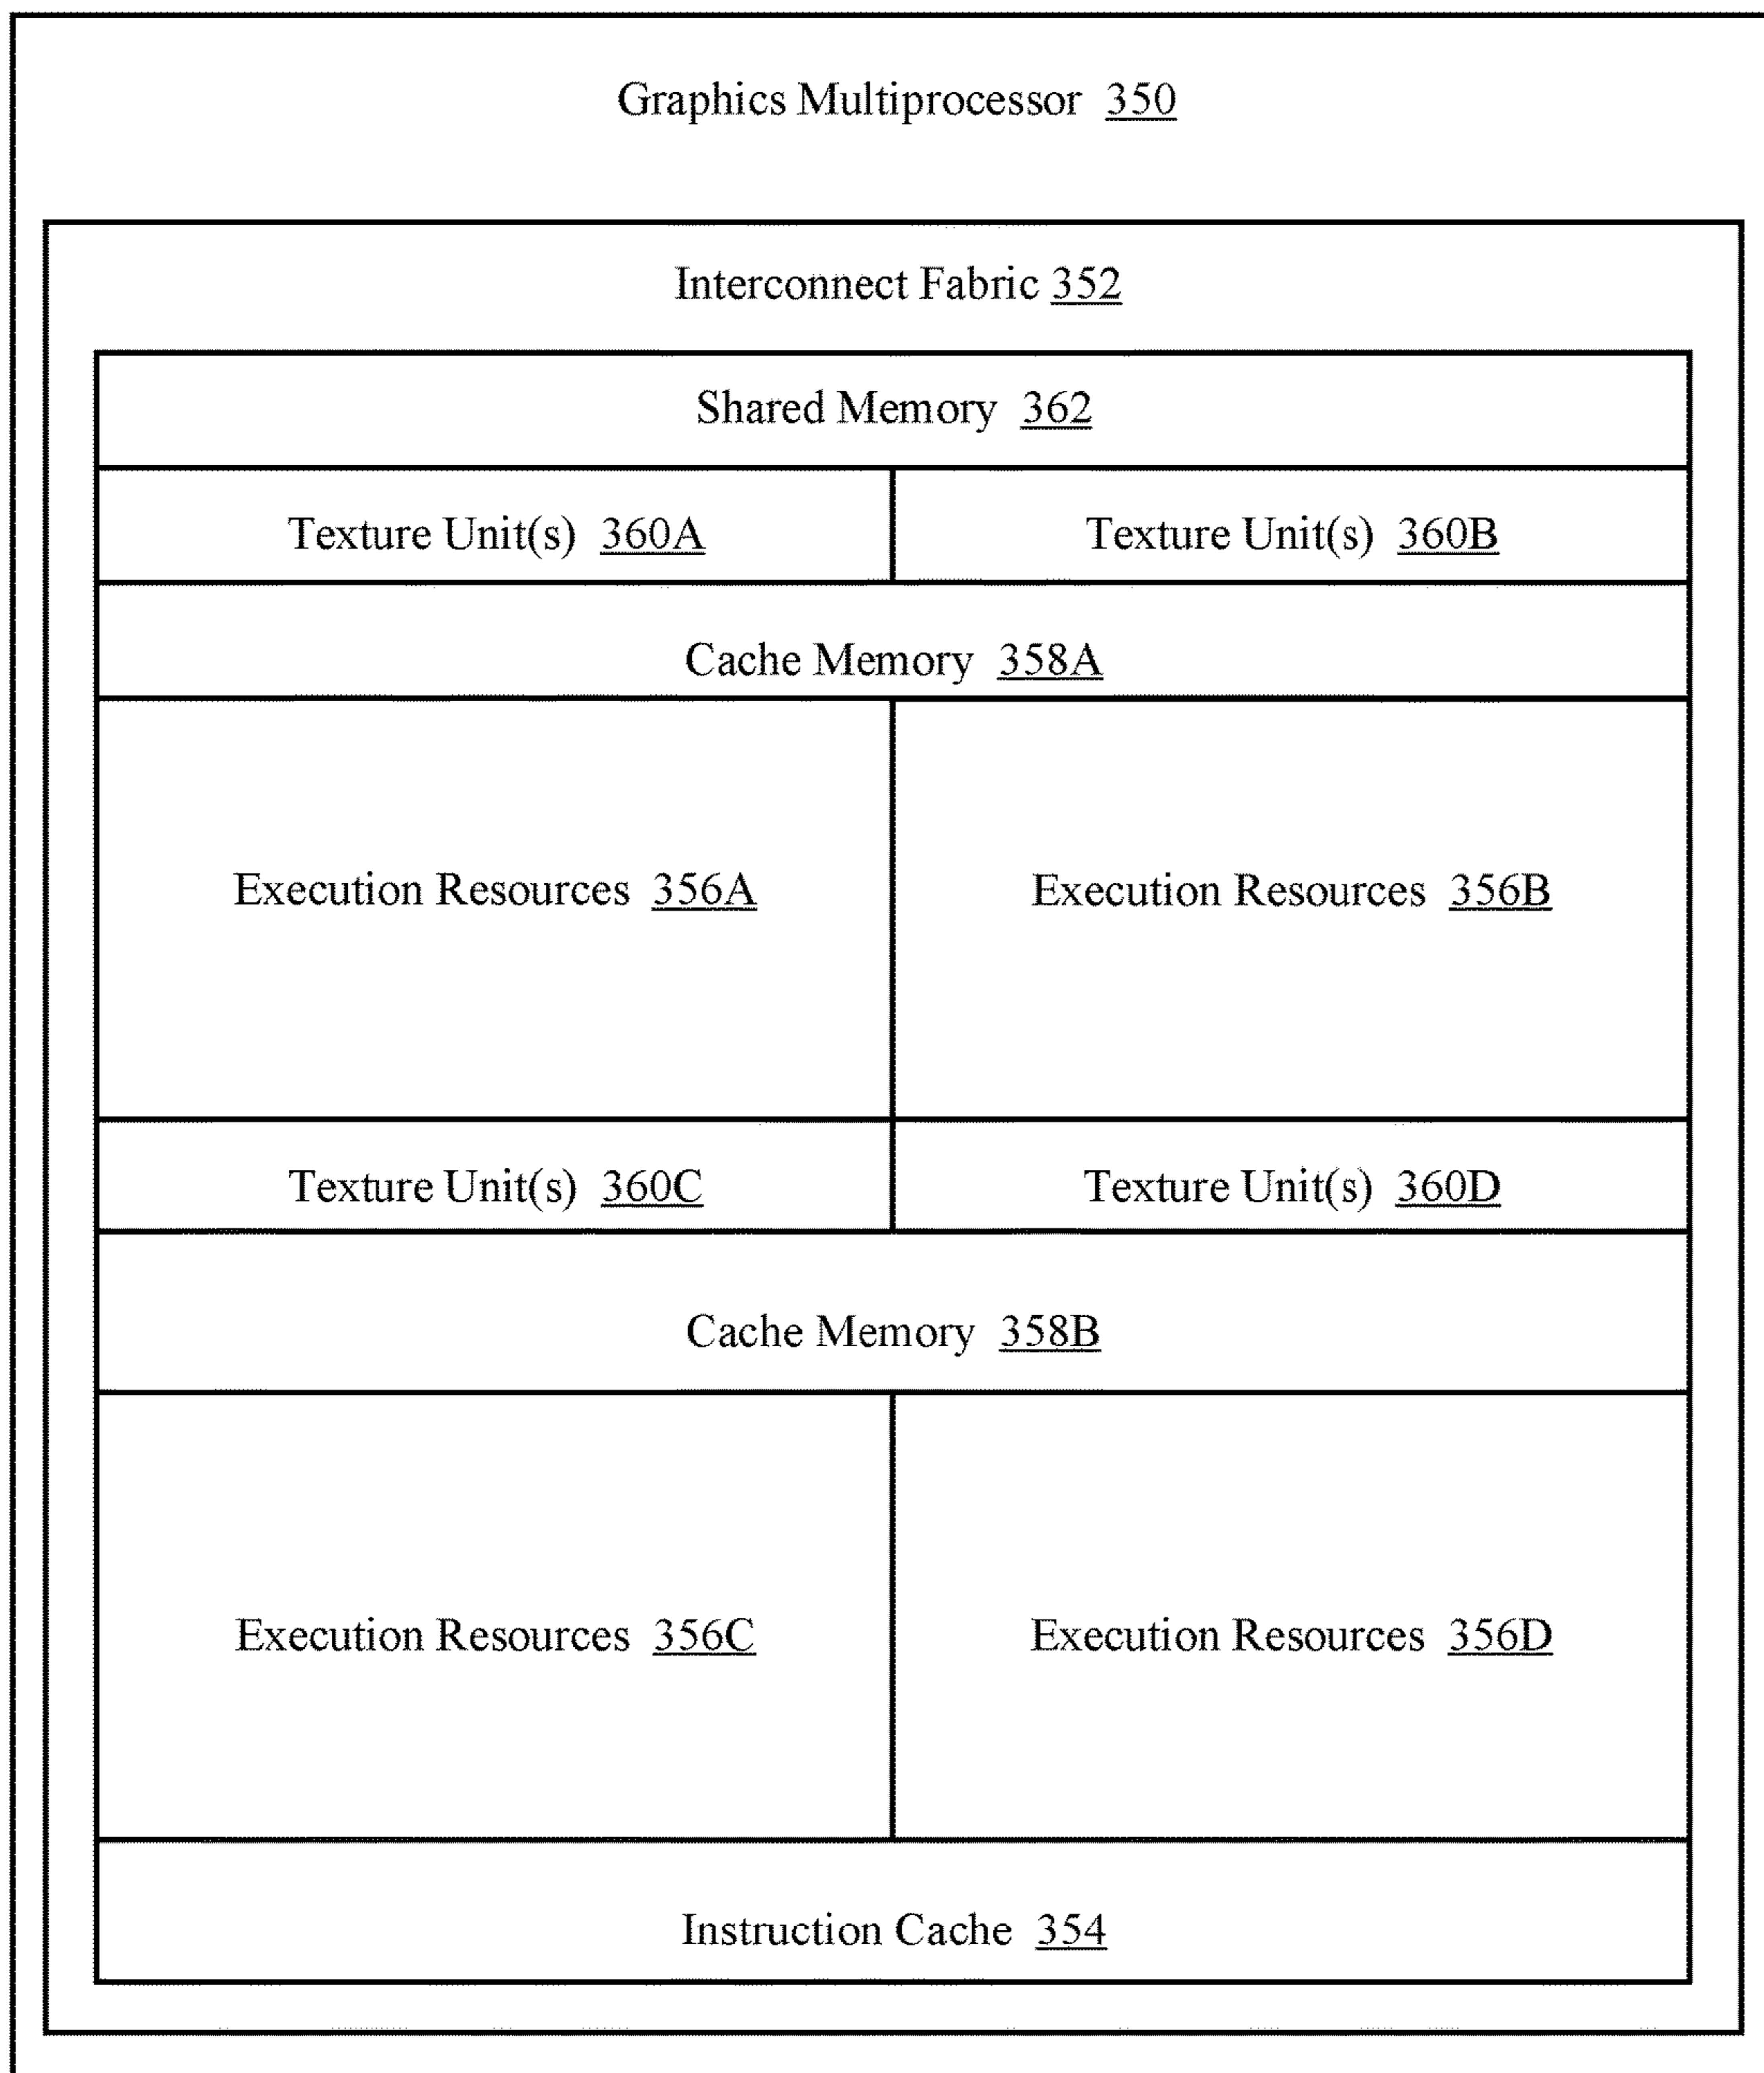 Graphics Multiprocessor 350
Interconnect Fabric 352
Shared Memory 362
Texture Unit(s) 360A
Texture Unit(s) 360B
Cache Memory 358A
Execution Resources 356A
Execution Resources 356B
Texture Unit(s) 360C
Texture Unit(s) 360D
Cache Memory 358B
Execution Resources 356C
Execution Resources 356D
Instruction Cache 354